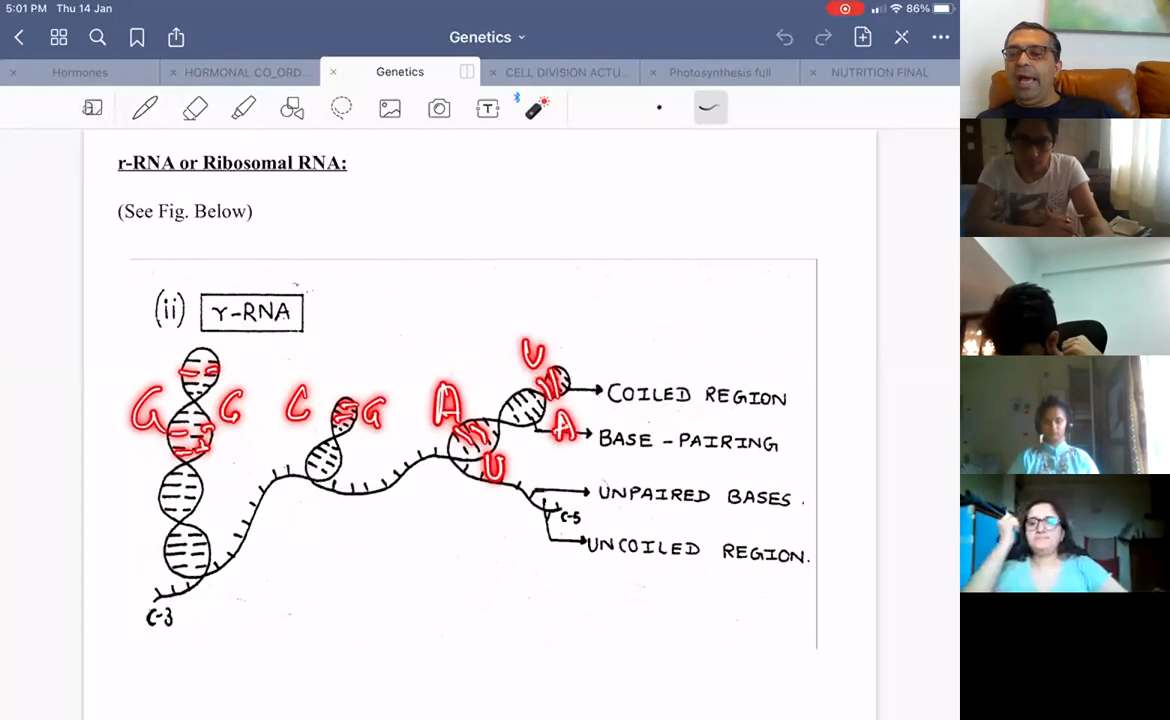 5:01 PM Thu 14 Jan
86%
Genetics
Hormones
HORMONAL CO_ORD...
Genetics
CELL DIVISION ACTU...
Photosynthesis full
NUTRITION FINAL
T
r-RNA or Ribosomal RNA:
(See Fig. Below)
(ii) r-RNA
U
G G C G A
COILED REGION
A
BASE-PAIRING
U
UNPAIRED BASES.
C-5
UNCOILED REGION.
C-3